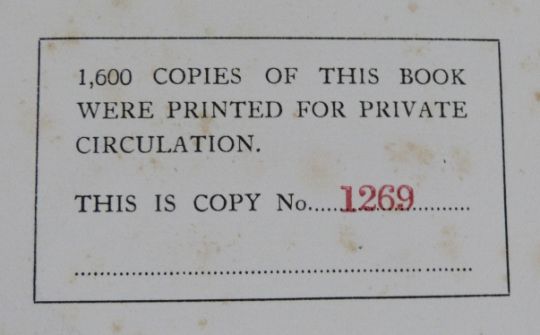 1,600 COPIES OF THIS BOOK
WERE PRINTED FOR PRIVATE
CIRCULATION.
THIS IS COPY No.....1269..........
..................................................